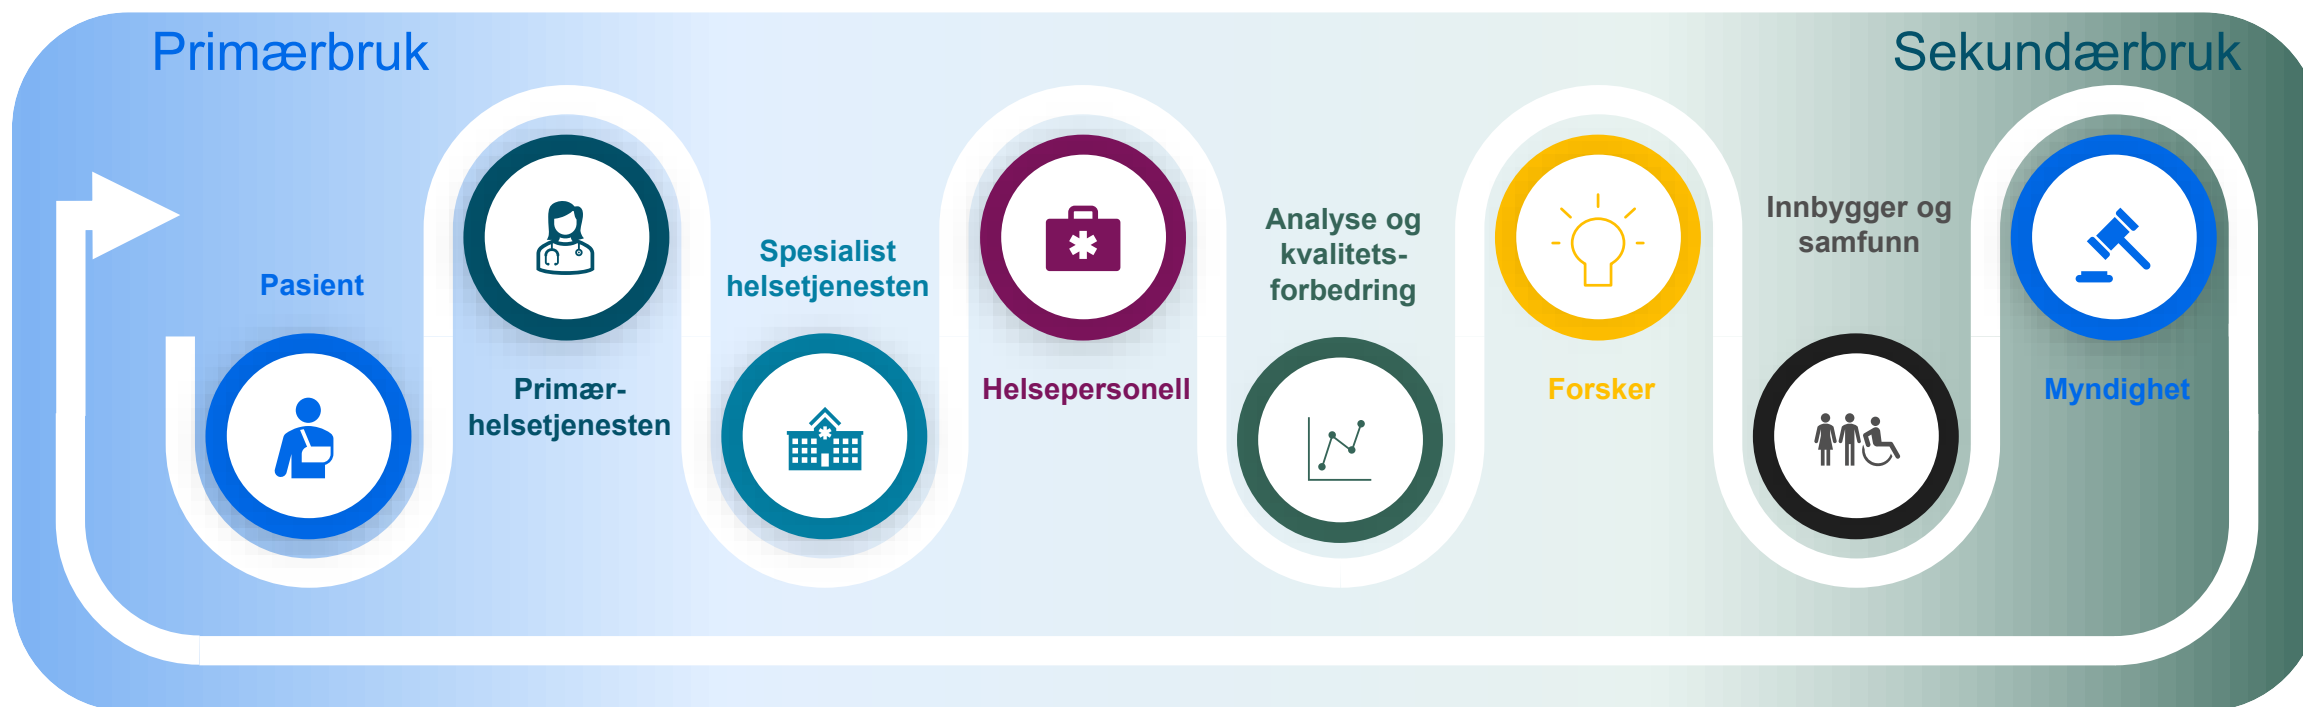 Primærbruk
Sekundærbruk
Pasient
Primær-
helsetjenesten
Spesialist
helsetjenesten
Helsepersonell
Analyse og
kvalitets-
forbedring
Forsker
Innbygger og
samfunn
Myndighet